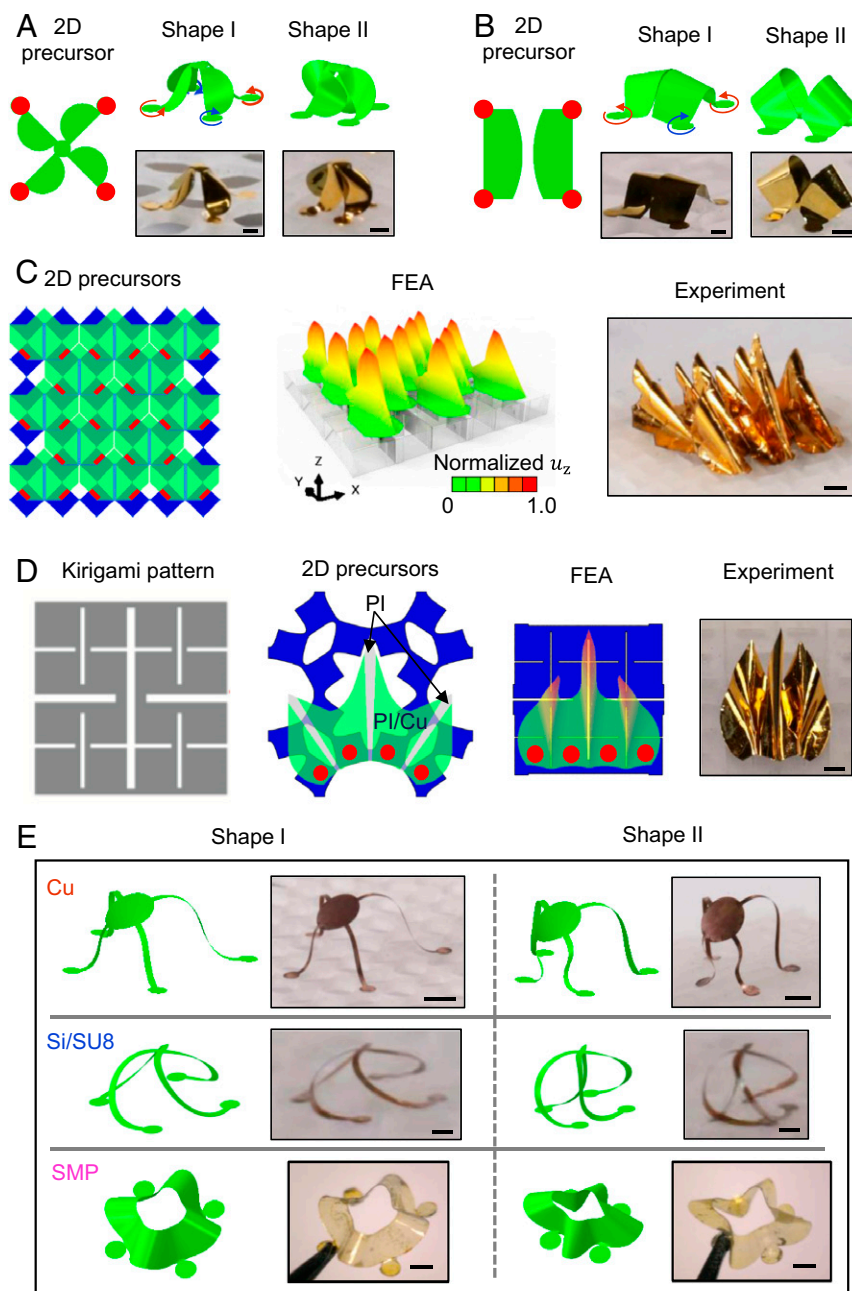 A
2D
precursor
Shape I
Shape II
B
2D
precursor
Shape I
Shape II
C
2D precursors
FEA
Experiment
Z
Y
X
Normalized u_z
0
1.0
D
Kirigami pattern
2D precursors
FEA
Experiment
PI
PI/Cu
E
Shape I
Shape II
Cu
Si/SU8
SMP